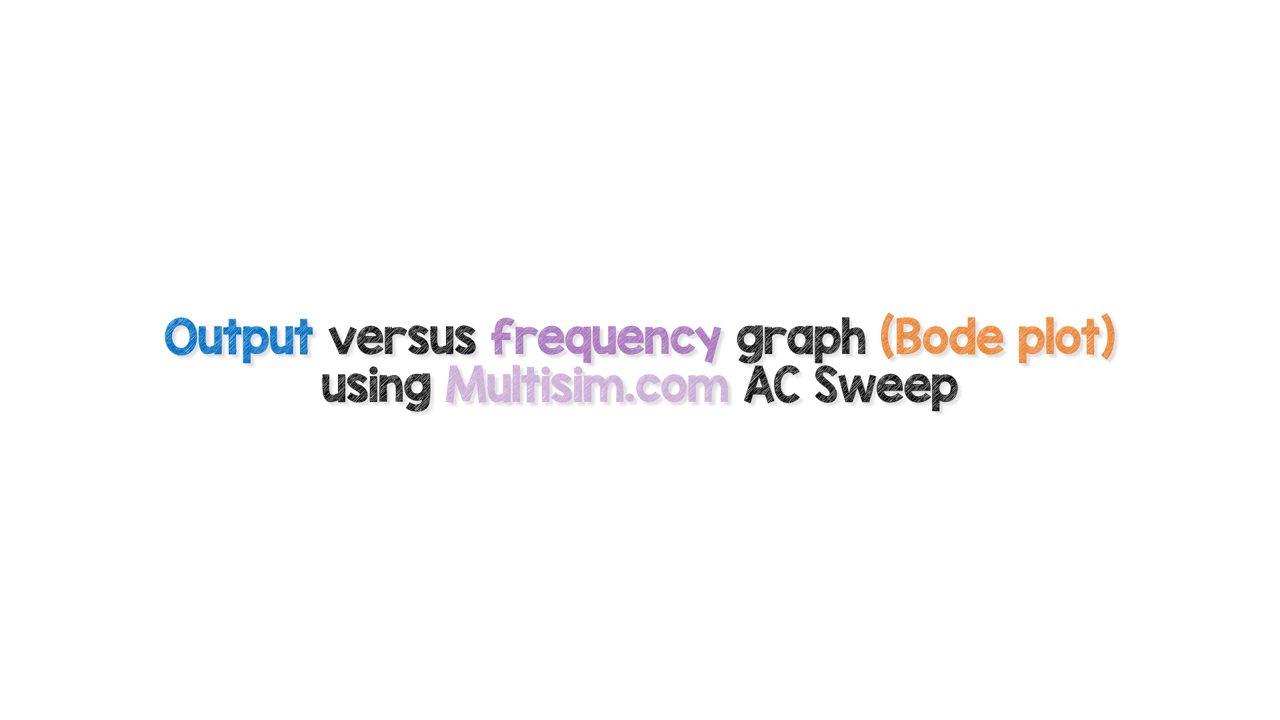 Output versus frequency graph (Bode plot)
using Multisim.com AC Sweep